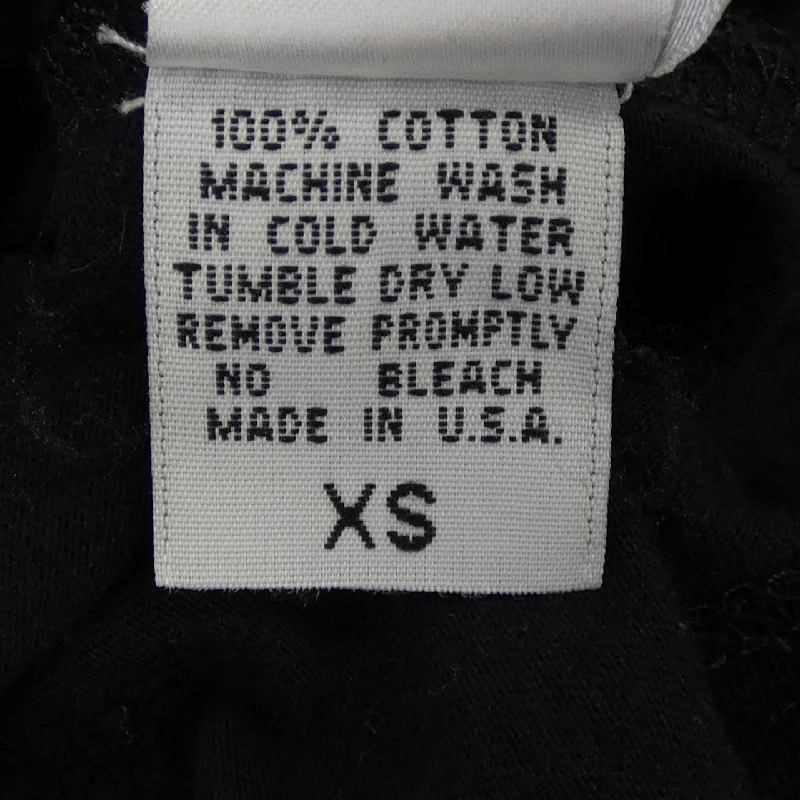 100% COTTON
MACHINE WASH
IN COLD WATER
TUMBLE DRY LOW
REMOVE PROMPTLY
NO BLEACH
MADE IN U.S.A.
XS